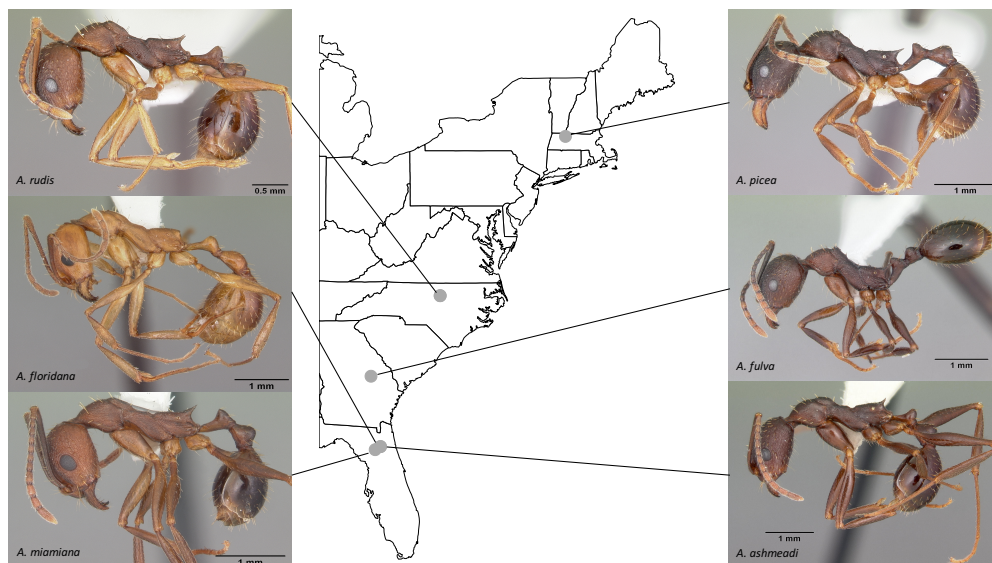 A. rudis
0.5 mm
A. floridana
1 mm
A. miamiana
1 mm
A. picea
1 mm
A. fulva
1 mm
A. ashmeadi
1 mm